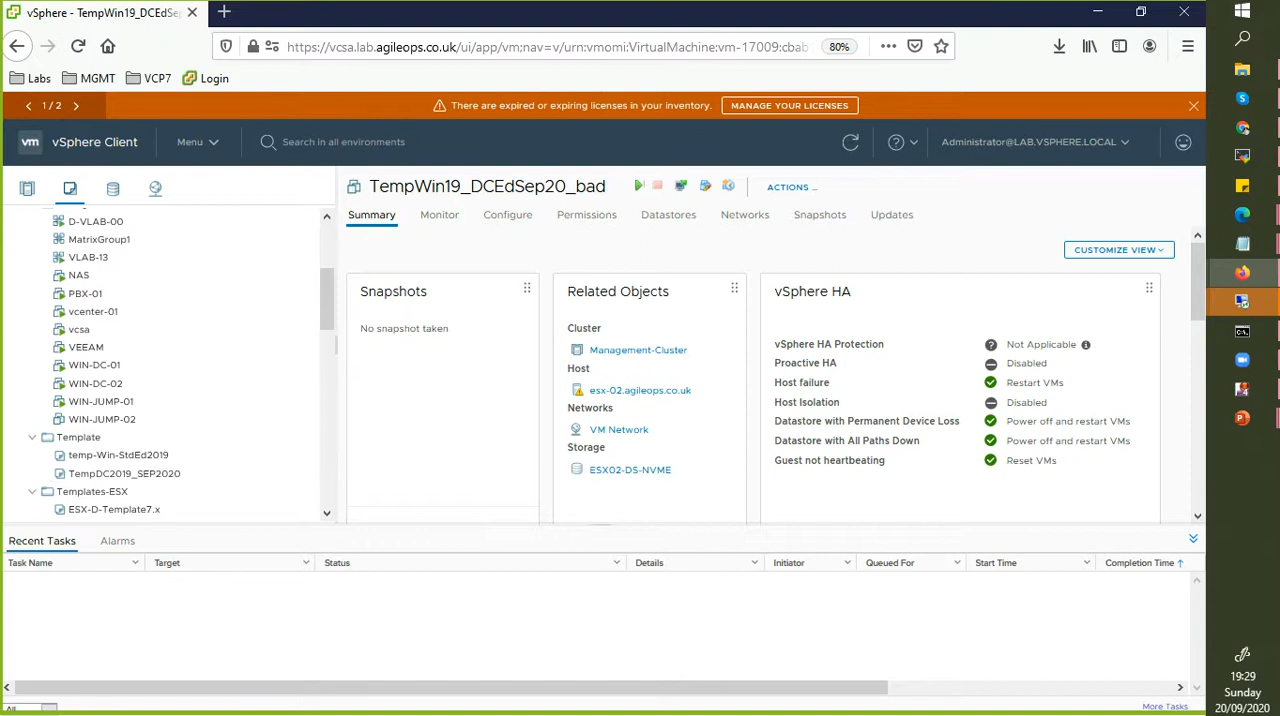 vSphere - TempWin19_DCEdSep
https://vcsa.lab.agileops.co.uk/ui/app/vm;nav=v/urn:vmomi:VirtualMachine:vm-17009:cbab
80%
Labs
MGMT
VCP7
Login
1 / 2
There are expired or expiring licenses in your inventory.
MANAGE YOUR LICENSES
vm
vSphere Client
Menu
Search in all environments
Administrator@LAB.VSPHERE.LOCAL
D-VLAB-00
MatrixGroup1
VLAB-13
NAS
PBX-01
vcenter-01
vcsa
VEEAM
WIN-DC-01
WIN-DC-02
WIN-JUMP-01
WIN-JUMP-02
Template
temp-Win-StdEd2019
TempDC2019_SEP2020
Templates-ESX
ESX-D-Template7.x
TempWin19_DCEdSep20_bad
ACTIONS
Summary
Monitor
Configure
Permissions
Datastores
Networks
Snapshots
Updates
CUSTOMIZE VIEW
Snapshots
No snapshot taken
Related Objects
Cluster
Management-Cluster
Host
esx-02.agileops.co.uk
Networks
VM Network
Storage
ESX02-DS-NVME
vSphere HA
vSphere HA Protection Not Applicable
Proactive HA Disabled
Host failure Restart VMs
Host Isolation Disabled
Datastore with Permanent Device Loss Power off and restart VMs
Datastore with All Paths Down Power off and restart VMs
Guest not heartbeating Reset VMs
Recent Tasks
Alarms
Task Name
Target
Status
Details
Initiator
Queued For
Start Time
Completion Time
More Tasks
19:29
Sunday
20/09/2020